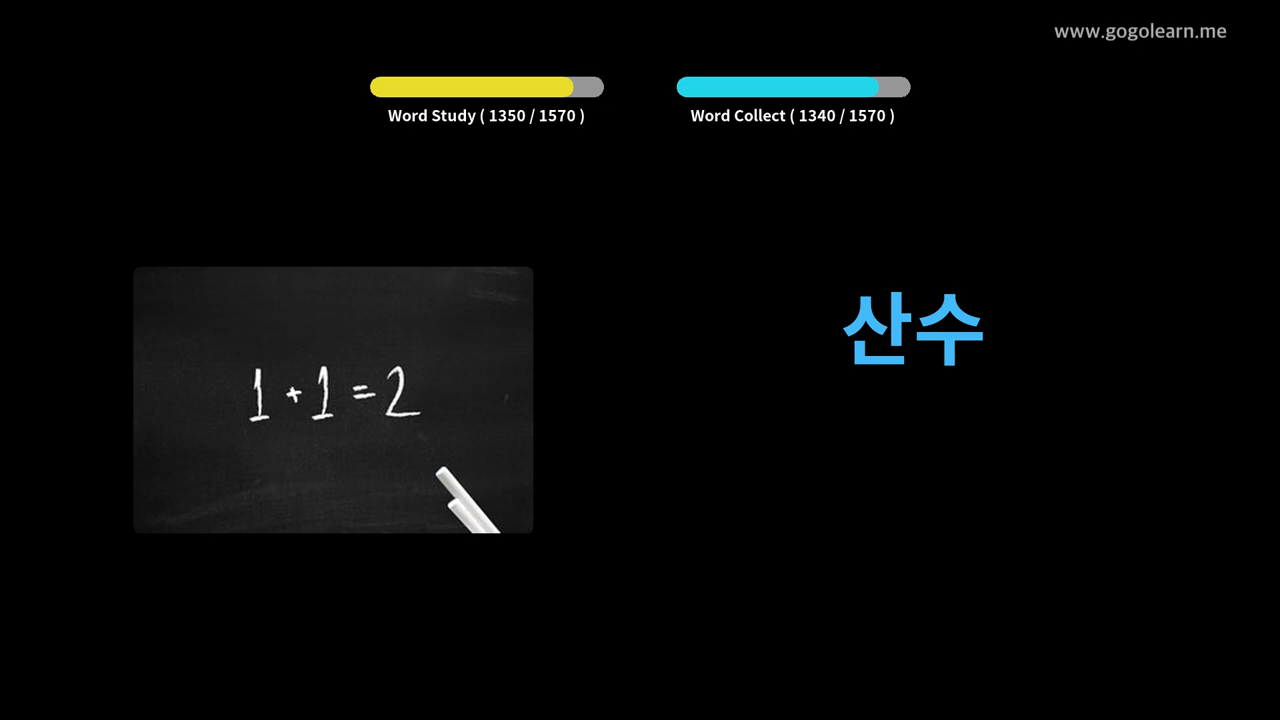 www.gogolearn.me
Word Study ( 1350 / 1570 )
Word Collect ( 1340 / 1570 )
산수
1 + 1 = 2